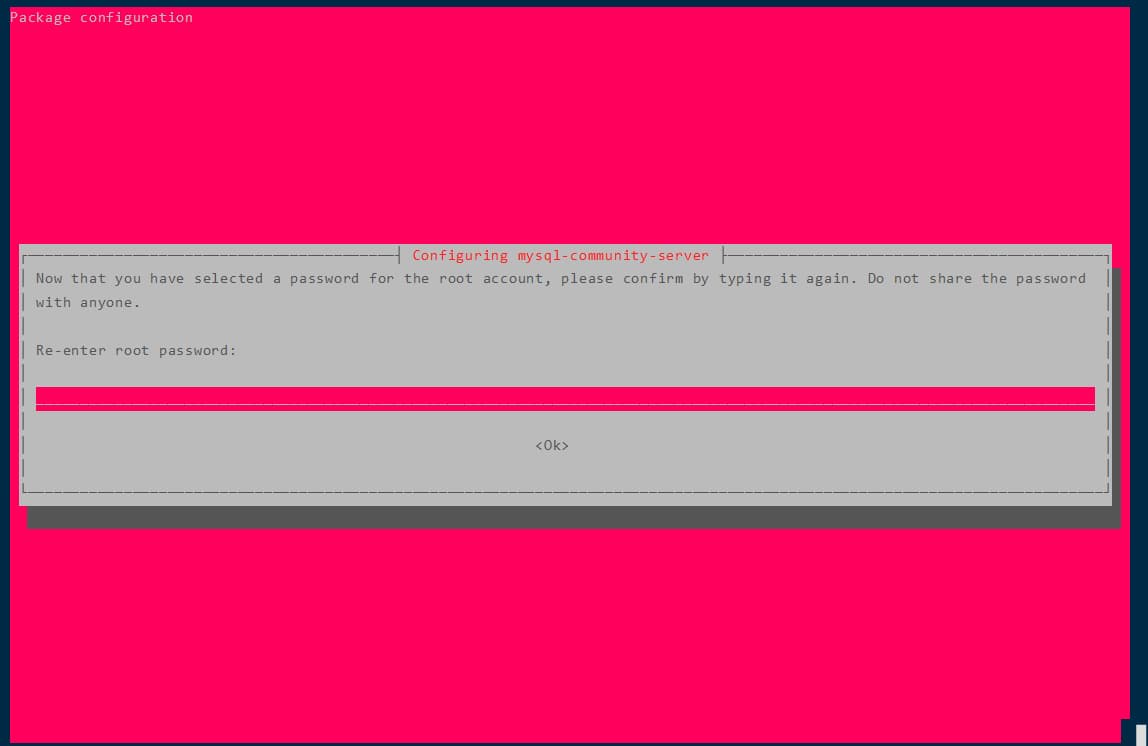 Package configuration
Configuring mysql-community-server
Now that you have selected a password for the root account, please confirm by typing it again. Do not share the password
with anyone.
Re-enter root password:
<Ok>